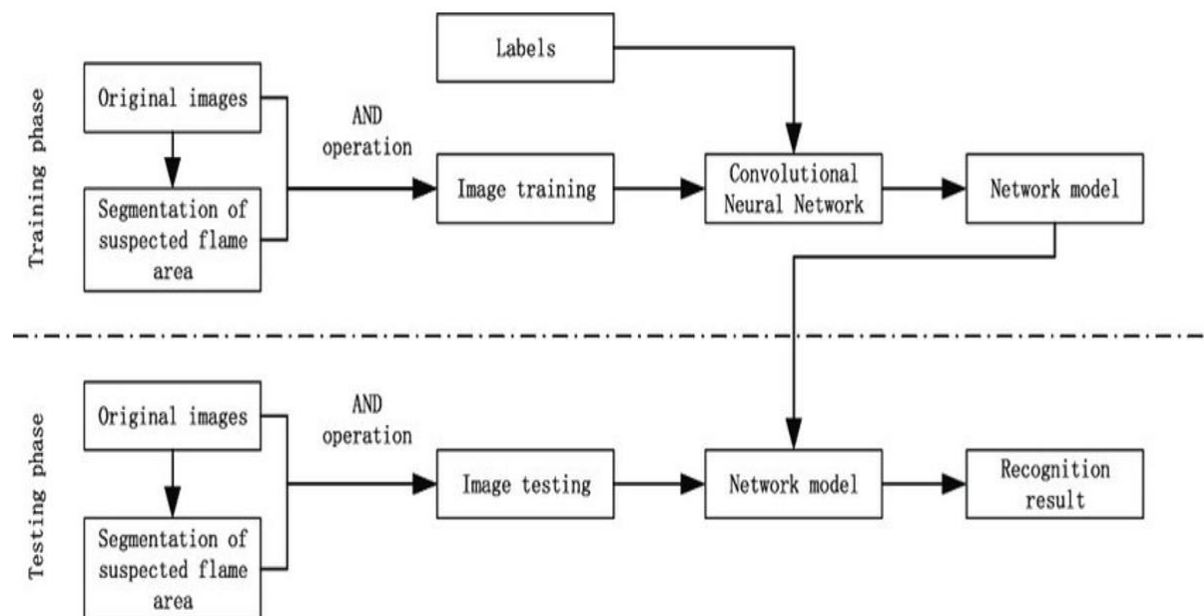 Training phase
Labels
Original images
AND
operation
Segmentation of
suspected flame
area
Image training
Convolutional
Neural Network
Network model
Testing phase
Original images
AND
operation
Segmentation of
suspected flame
area
Image testing
Network model
Recognition
result